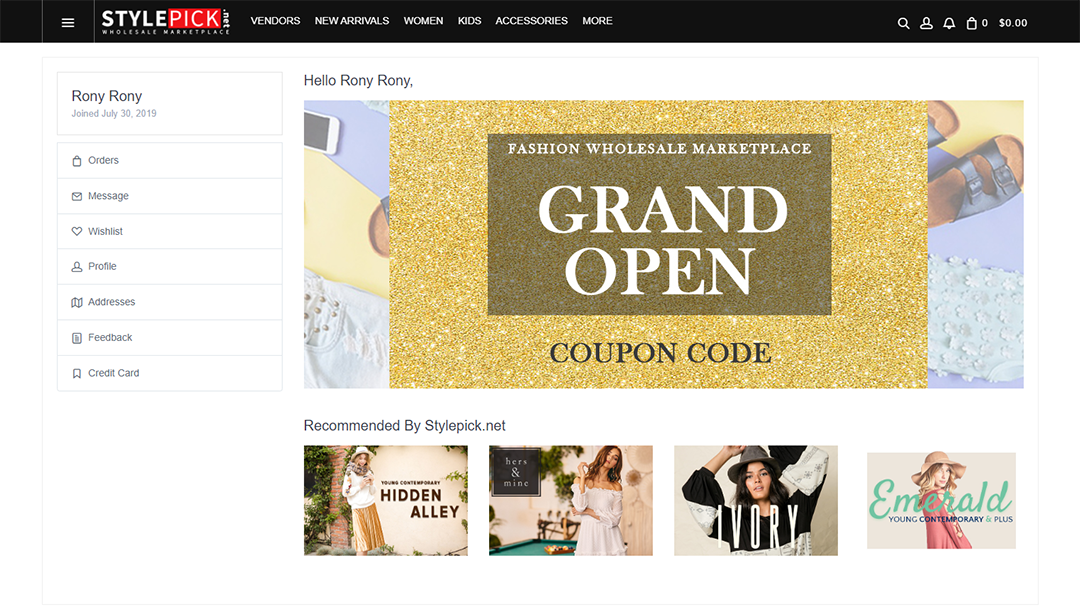 STYLEPICK.net
WHOLESALE MARKETPLACE
VENDORS NEW ARRIVALS WOMEN KIDS ACCESSORIES MORE
0 $0.00
Rony Rony
Joined July 30, 2019
Orders
Message
Wishlist
Profile
Addresses
Feedback
Credit Card
Hello Rony Rony,
FASHION WHOLESALE MARKETPLACE
GRAND
OPEN
COUPON CODE
Recommended By Stylepick.net
YOUNG CONTEMPORARY
HIDDEN
ALLEY
hers
&
mine
IVORY
Emerald
YOUNG CONTEMPORARY & PLUS